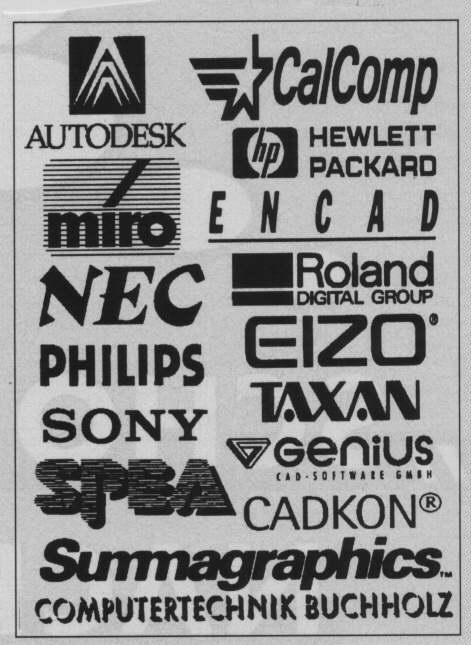 AUTODESK
CalComp
hp HEWLETT
PACKARD
miro
ENCAD
NEC
Roland
DIGITAL GROUP
EIZO®
PHILIPS
TAXAN
SONY
GENIUS
CAD-SOFTWARE GMBH
SPEA
CADKON®
Summagraphics™
COMPUTERTECHNIK BUCHHOLZ